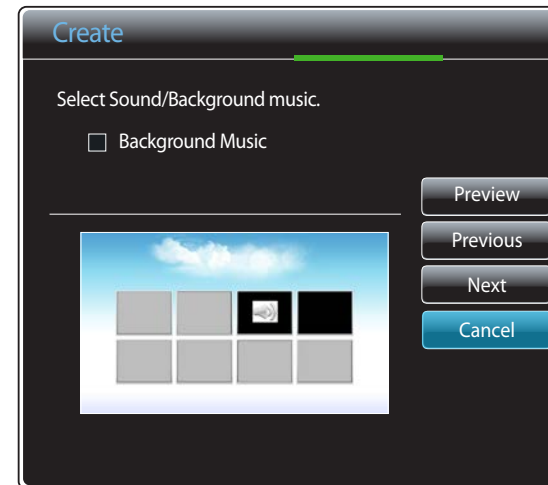 Create
Select Sound/Background music.
Background Music
Preview
Previous
Next
Cancel